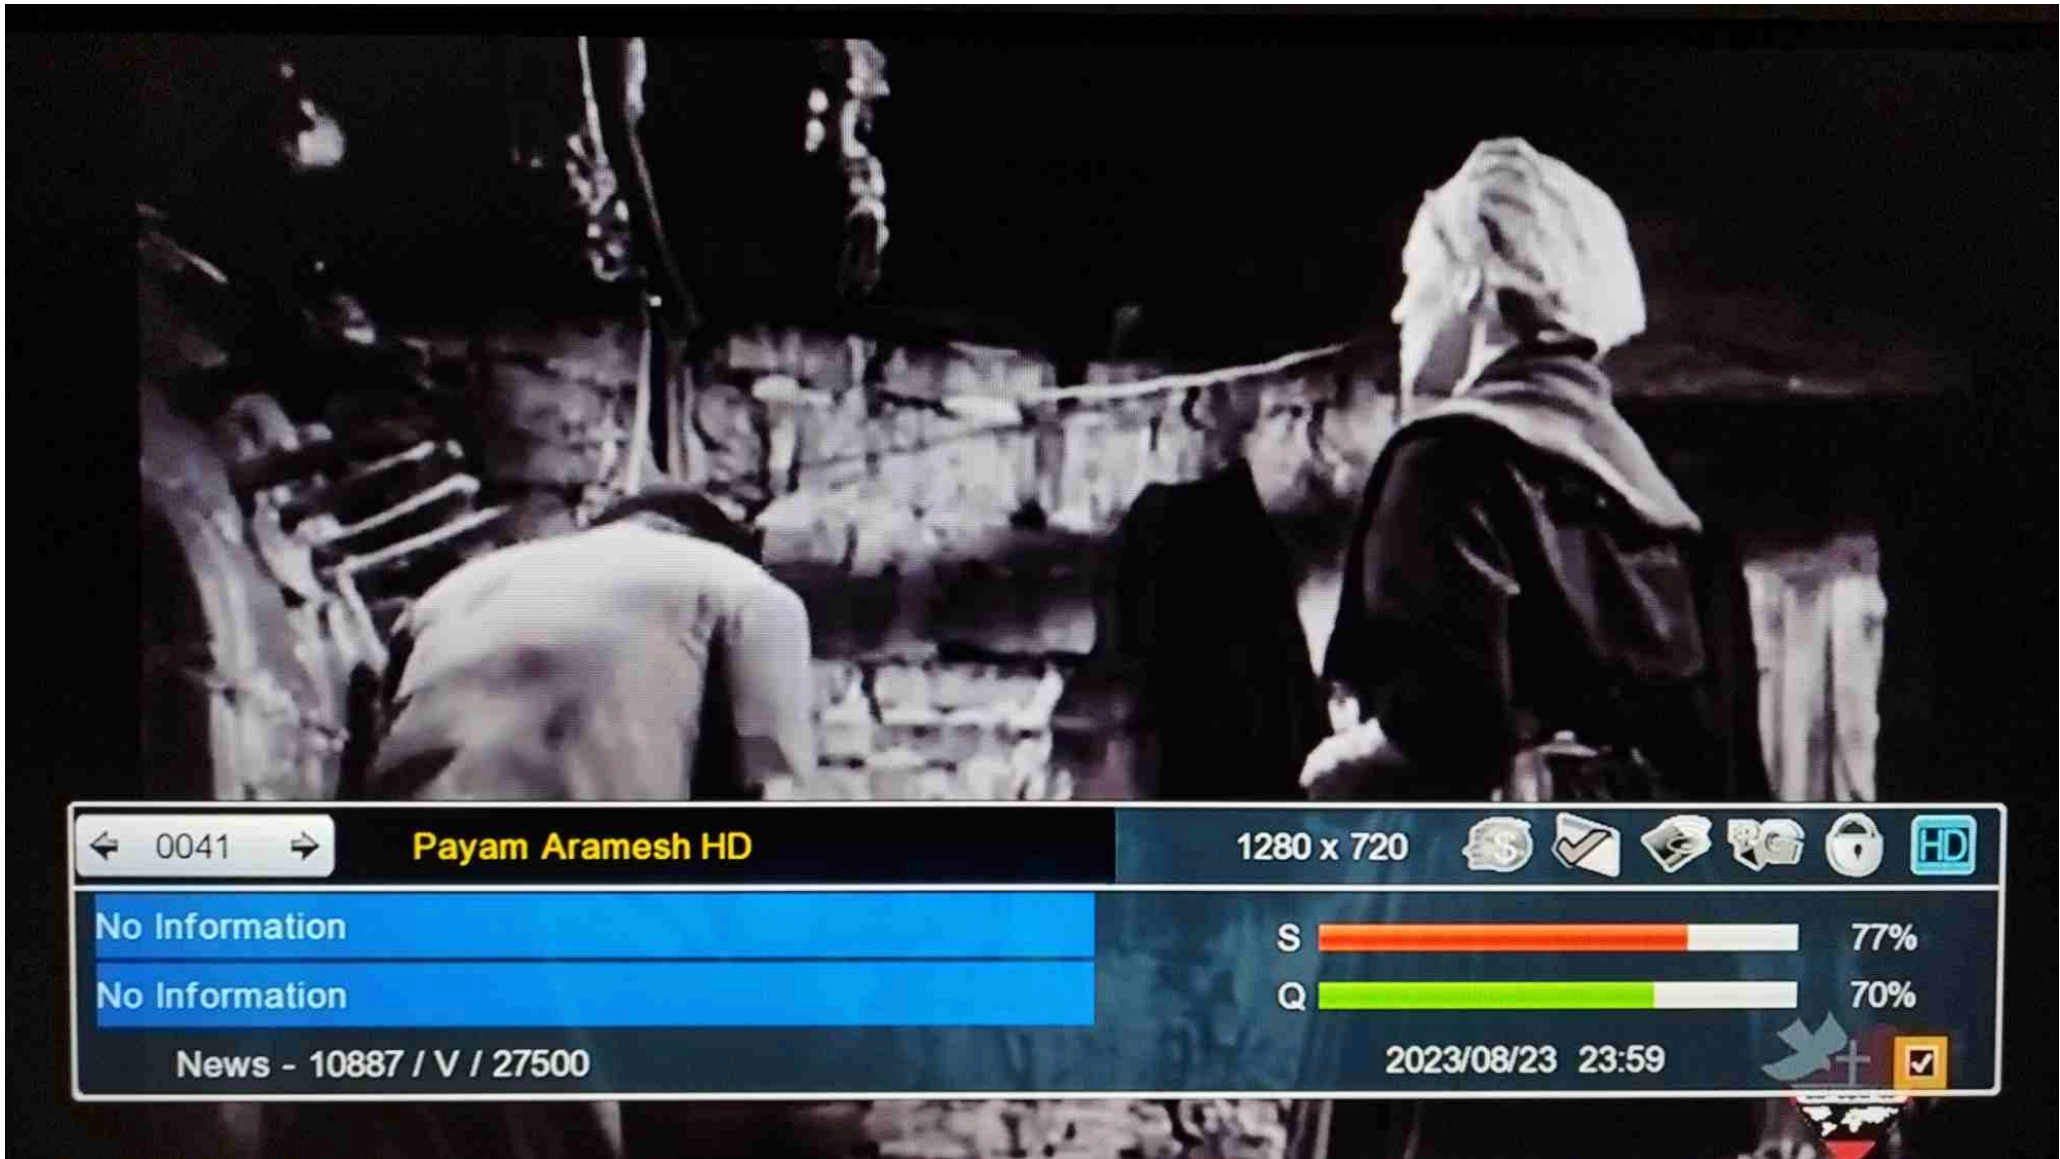 0041 Payam Aramesh HD 1280 x 720 $ HD
No Information
S 77%
No Information
Q 70%
News - 10887 / V / 27500 2023/08/23 23:59